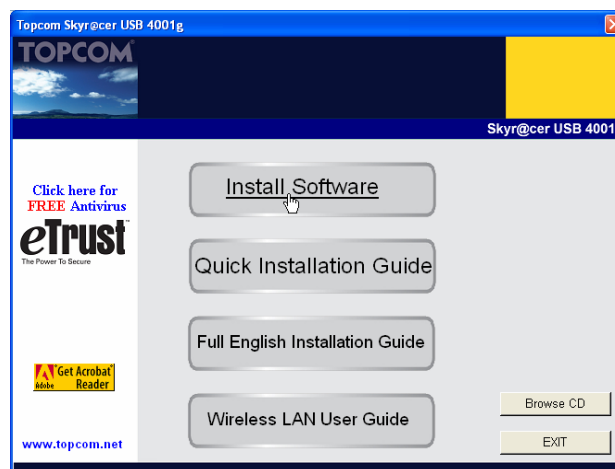 Topcom Skyr@cer USB 4001g
TOPCOM
Skyr@cer USB 4001
Install Software
Click here for
FREE Antivirus
eTrust
The Power To Secure
Quick Installation Guide
Full English Installation Guide
Get Acrobat
Adobe Reader
Browse CD
Wireless LAN User Guide
www.topcom.net
EXIT